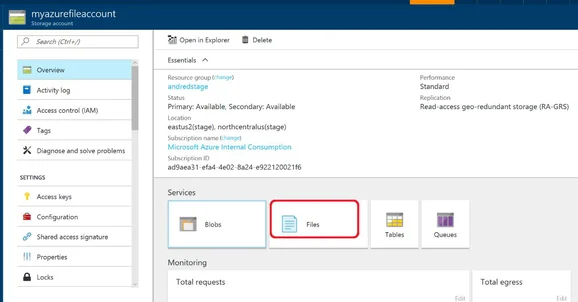 myazurefileaccount
Storage account
Search (Ctrl+/)
Overview
Activity log
Access control (IAM)
Tags
Diagnose and solve problems
SETTINGS
Access keys
Configuration
Shared access signature
Properties
Locks
Open in Explorer
Delete
Essentials
Resource group (change)
andredstage
Status
Primary: Available, Secondary: Available
Location
eastus2(stage), northcentralus(stage)
Subscription name (change)
Microsoft Azure Internal Consumption
Subscription ID
ad9aea31-efa4-4e02-8a24-e922120021f6
Performance
Standard
Replication
Read-access geo-redundant storage (RA-GRS)
Services
Blobs
Files
Tables
Queues
Monitoring
Total requests
Edit
Total egress
Edit